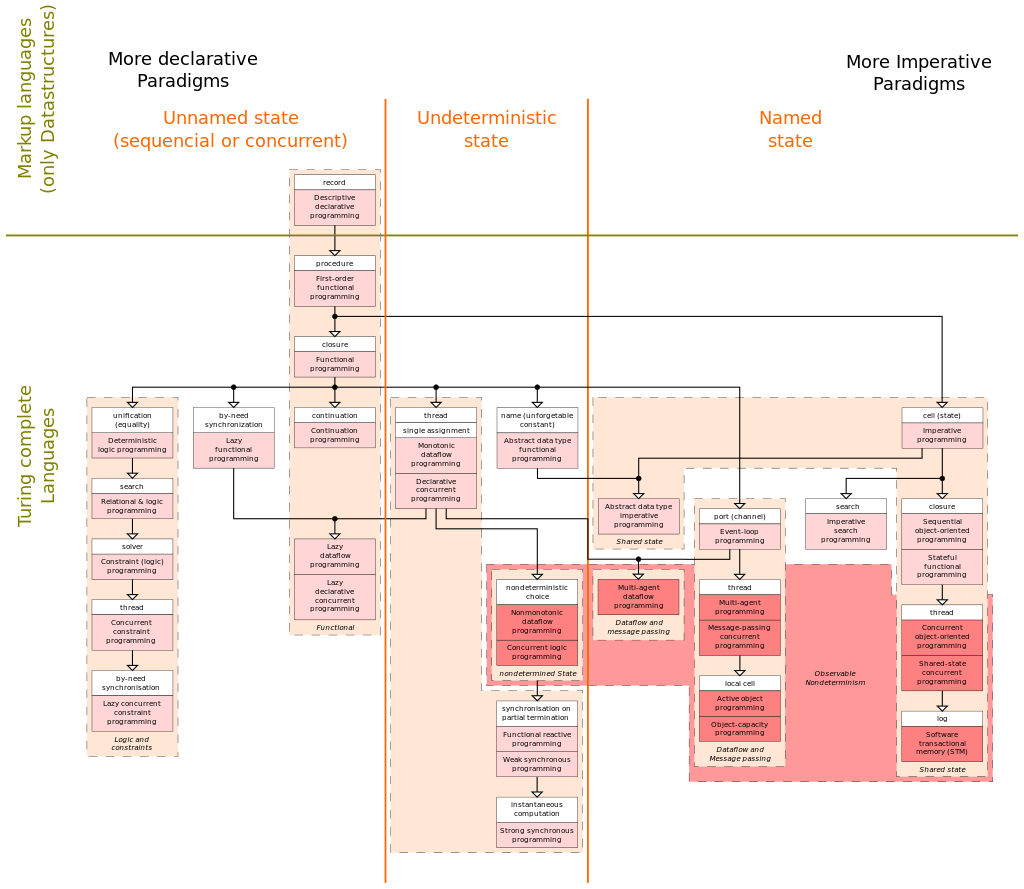 Markup languages
(only Datastructures)
More declarative
Paradigms
More Imperative
Paradigms
Unnamed state
(sequencial or concurrent)
Undeterministic
state
Named
state
Turing complete
Languages
record
Descriptive
declarative
programming
procedure
First-order
functional
programming
closure
Functional
programming
unification
(equality)
Deterministic
logic programming
search
Relational & logic
programming
solver
Constraint (logic)
programming
thread
Concurrent
constraint
programming
by-need
synchronisation
Lazy concurrent
constraint
programming
Logic and
constraints
by-need
synchronization
Lazy
functional
programming
continuation
Continuation
programming
Lazy
dataflow
programming
Lazy
declarative
concurrent
programming
Functional
thread
single assignment
Monotonic
dataflow
programming
Declarative
concurrent
programming
name (unforgetable
constant)
Abstract data type
functional
programming
nondeterministic
choice
Nonmonotonic
dataflow
programming
Concurrent logic
programming
nondetermined State
synchronisation on
partial termination
Functional reactive
programming
Weak synchronous
programming
instantaneous
computation
Strong synchronous
programming
Abstract data type
imperative
programming
Shared state
Multi-agent
dataflow
programming
Dataflow and
message passing
port (channel)
Event-loop
programming
thread
Multi-agent
programming
Message-passing
concurrent
programming
local cell
Active object
programming
Object-capacity
programming
Dataflow and
Message passing
search
Imperative
search
programming
Observable
Nondeterminism
cell (state)
Imperative
programming
closure
Sequential
object-oriented
programming
Stateful
functional
programming
thread
Concurrent
object-oriented
programming
Shared-state
concurrent
programming
log
Software
transactional
memory (STM)
Shared state